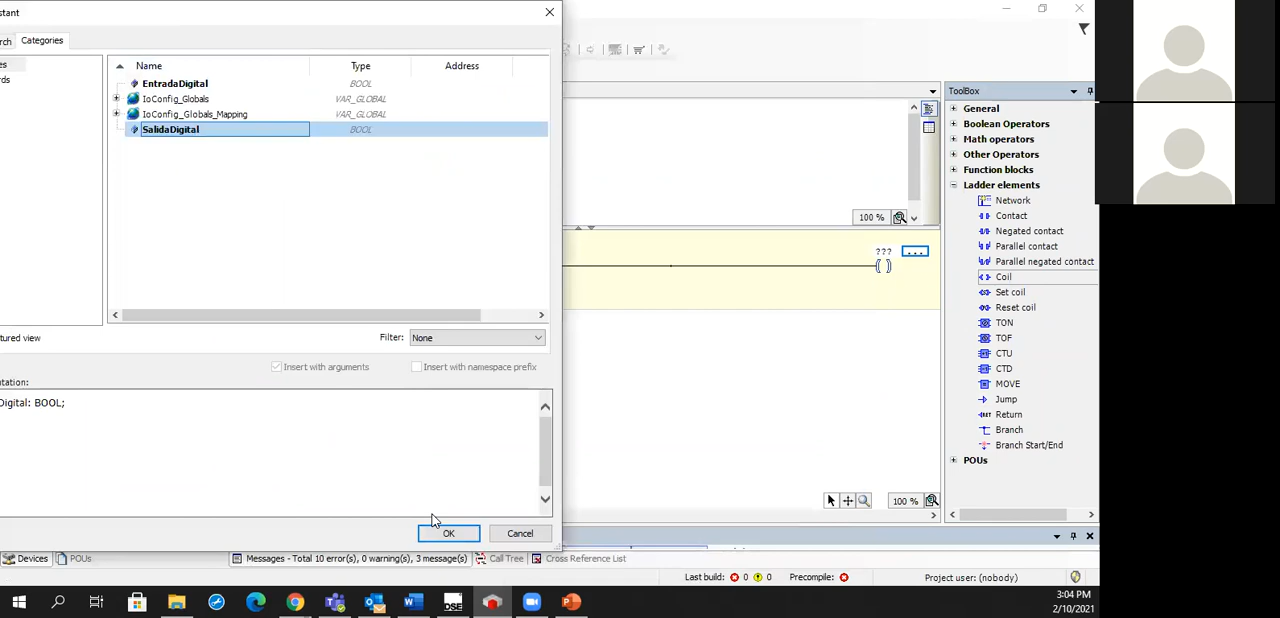 stant
rch Categories
es
rds
Name Type Address
EntradaDigital BOOL
IoConfig_Globals VAR_GLOBAL
IoConfig_Globals_Mapping VAR_GLOBAL
SalidaDigital BOOL
tured view
Filter: None
Insert with arguments Insert with namespace prefix
tation:
Digital: BOOL;
OK Cancel
100 %
??? ...
100 %
ToolBox
General
Boolean Operators
Math operators
Other Operators
Function blocks
Ladder elements
Network
Contact
Negated contact
Parallel contact
Parallel negated contact
Coil
Set coil
Reset coil
TON
TOF
CTU
CTD
MOVE
Jump
Return
Branch
Branch Start/End
POUs
Devices POUs Messages - Total 10 error(s), 0 warning(s), 3 message(s) Call Tree Cross Reference List
Last build: 0 0 Precompile: Project user: (nobody)
DSE
3:04 PM
2/10/2021